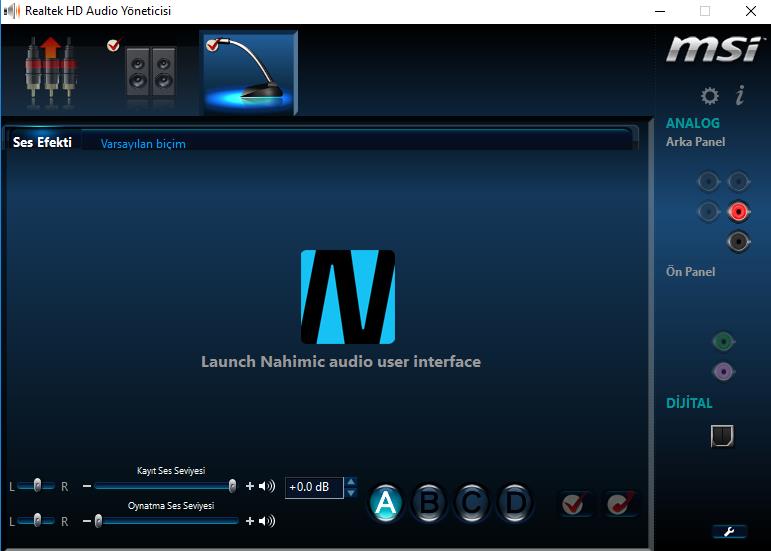 Realtek HD Audio Yöneticisi
msi
ANALOG
Arka Panel
Ses Efekti
Varsayılan biçim
Ön Panel
Launch Nahimic audio user interface
DİJİTAL
Kayıt Ses Seviyesi
L R +0.0 dB
A B C D
Oynatma Ses Seviyesi
L R